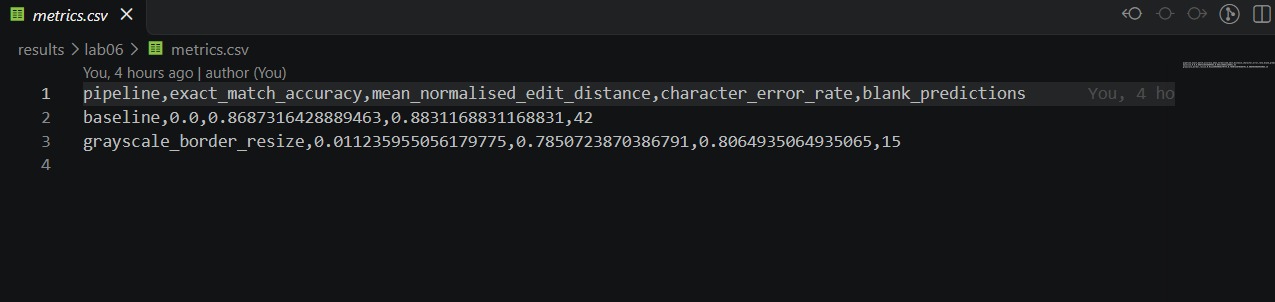 metrics.csv
results > lab06 > metrics.csv
You, 4 hours ago | author (You)
1 pipeline,exact_match_accuracy,mean_normalised_edit_distance,character_error_rate,blank_predictions You, 4 ho
2 baseline,0.0,0.8687316428889463,0.8831168831168831,42
3 grayscale_border_resize,0.011235955056179775,0.7850723870386791,0.8064935064935065,15
4